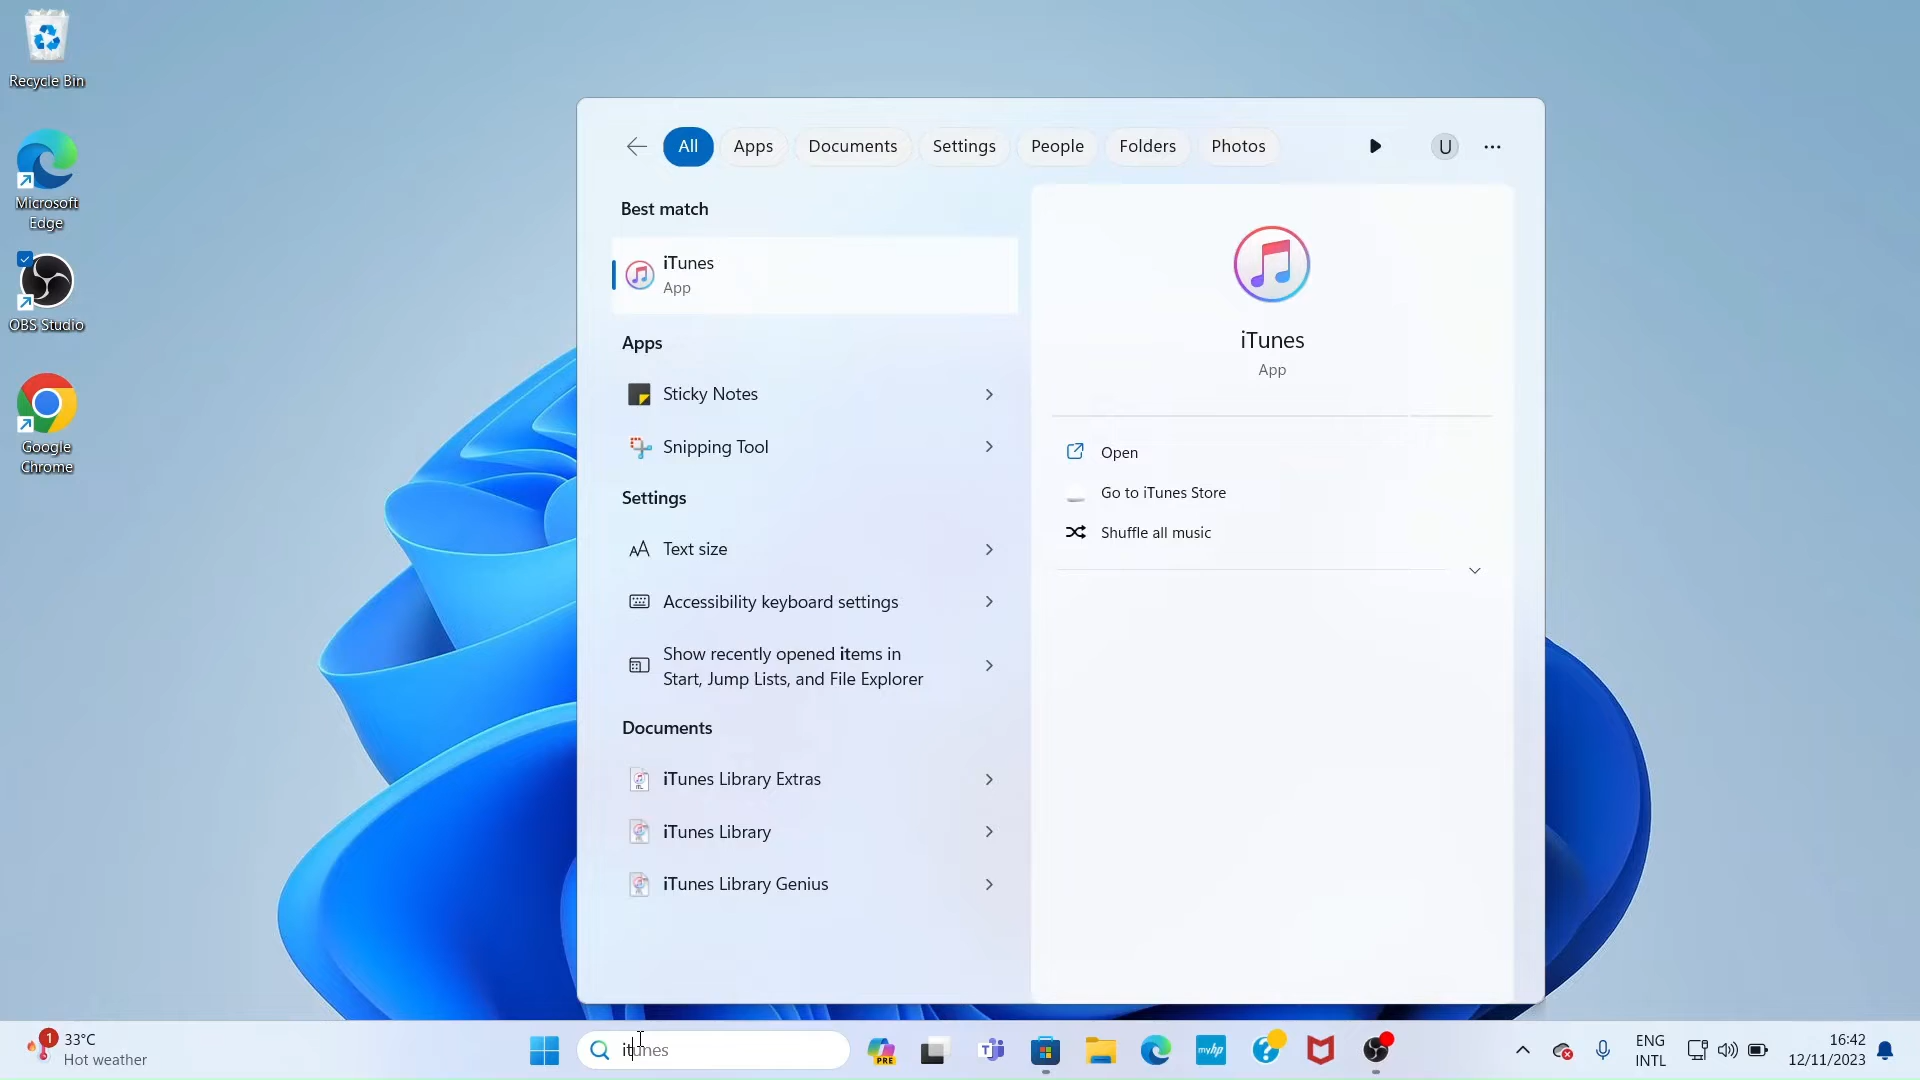 Recycle Bin
Microsoft
Edge
OBS Studio
Google
Chrome
All
Apps
Documents
Settings
People
Folders
Photos
U
Best match
iTunes
App
Apps
Sticky Notes
Snipping Tool
Settings
Text size
Accessibility keyboard settings
Show recently opened items in
Start, Jump Lists, and File Explorer
Documents
iTunes Library Extras
iTunes Library
iTunes Library Genius
iTunes
App
Open
Go to iTunes Store
Shuffle all music
1
33°C
Hot weather
itunes
PRE
myhp
ENG
INTL
16:42
12/11/2023